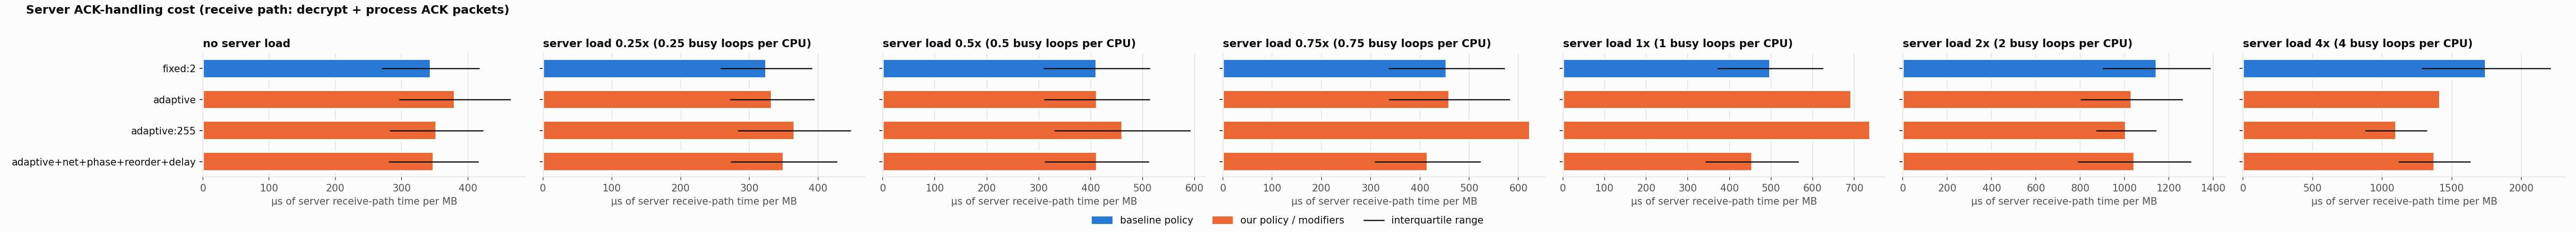 Server ACK-handling cost (receive path: decrypt + process ACK packets)
no server load
server load 0.25x (0.25 busy loops per CPU)
server load 0.5x (0.5 busy loops per CPU)
server load 0.75x (0.75 busy loops per CPU)
server load 1x (1 busy loops per CPU)
server load 2x (2 busy loops per CPU)
server load 4x (4 busy loops per CPU)
fixed:2
adaptive
adaptive:255
adaptive+net+phase+reorder+delay
0 100 200 300 400
0 100 200 300 400
0 100 200 300 400 500 600
0 100 200 300 400 500 600
0 100 200 300 400 500 600 700
0 200 400 600 800 1000 1200 1400
0 500 1000 1500 2000
µs of server receive-path time per MB
µs of server receive-path time per MB
µs of server receive-path time per MB
µs of server receive-path time per MB
µs of server receive-path time per MB
µs of server receive-path time per MB
µs of server receive-path time per MB
baseline policy
our policy / modifiers
interquartile range